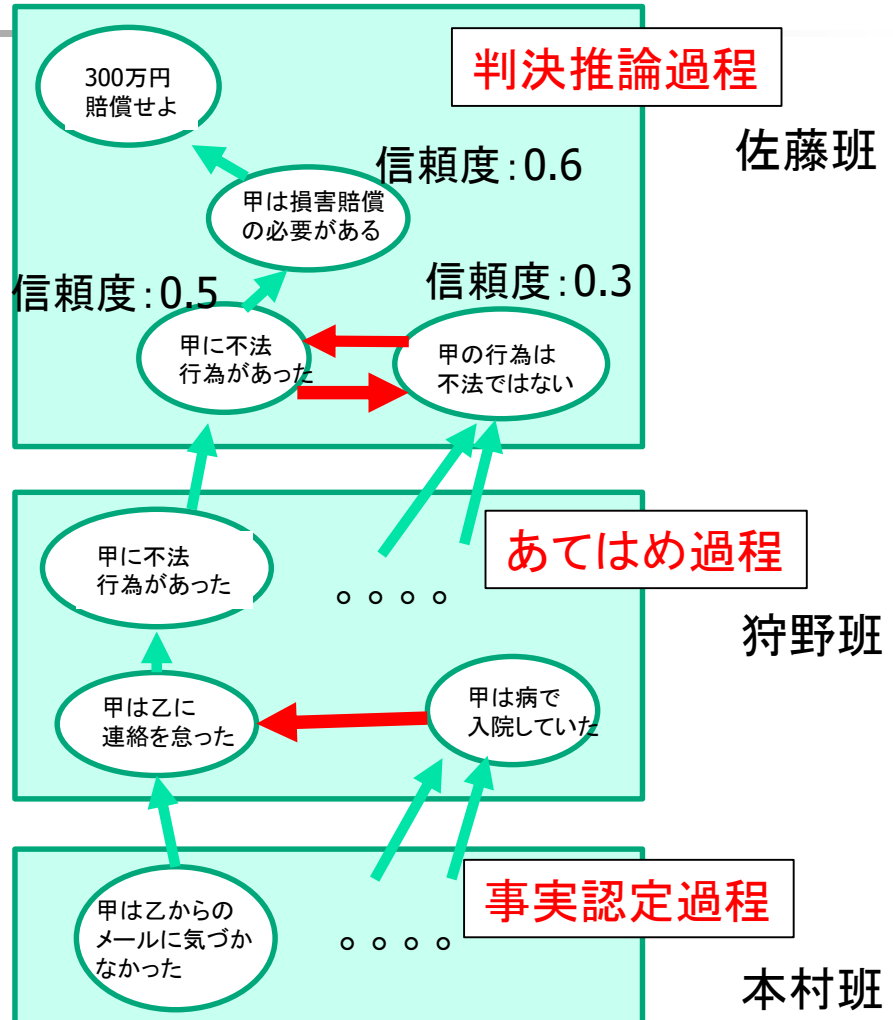 判決推論過程
300万円
賠償せよ
佐藤班
信頼度:0.6
甲は損害賠償
の必要がある
信頼度:0.5
信頼度:0.3
甲に不法
行為があった
甲の行為は
不法ではない
あてはめ過程
甲に不法
行為があった
。。。。
狩野班
甲は乙に
連絡を怠った
甲は病で
入院していた
事実認定過程
甲は乙からの
メールに気づか
なかった
。。。。
本村班